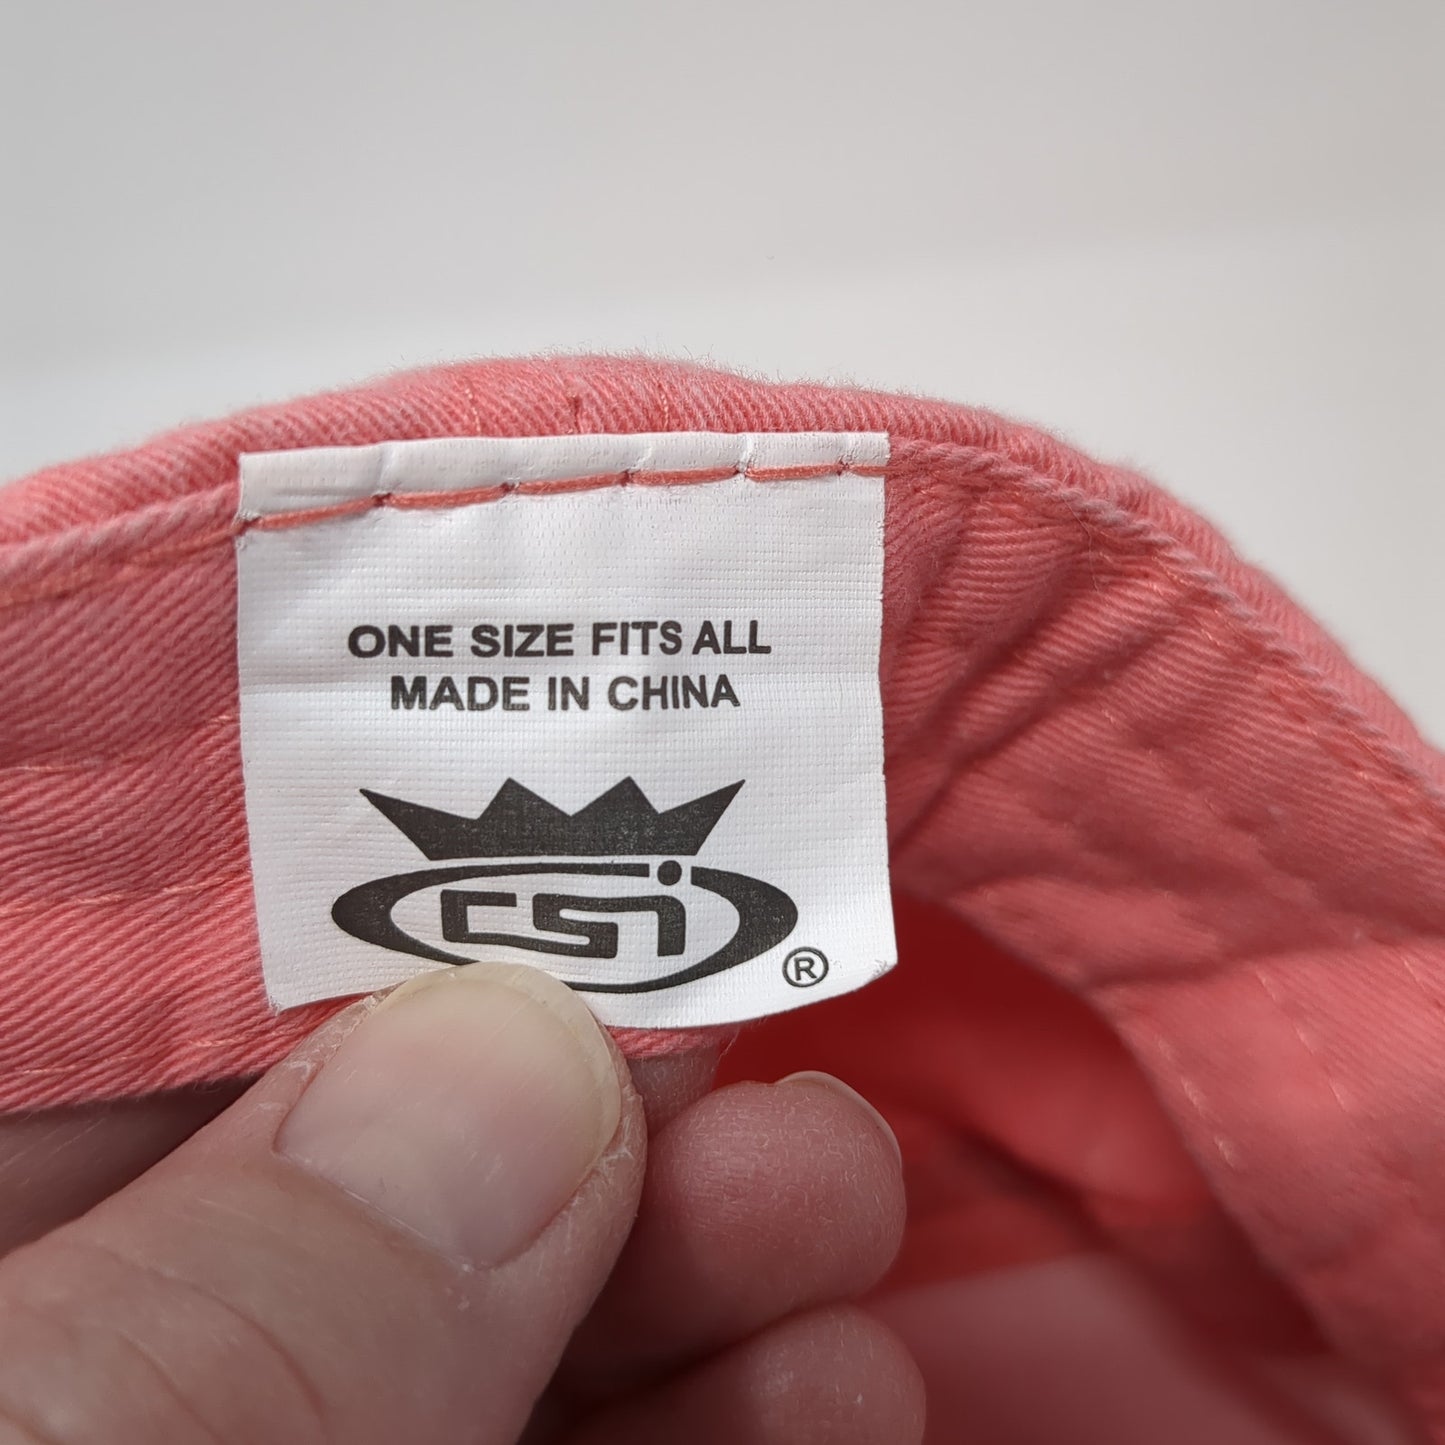 ONE SIZE FITS ALL
MADE IN CHINA
csi
®